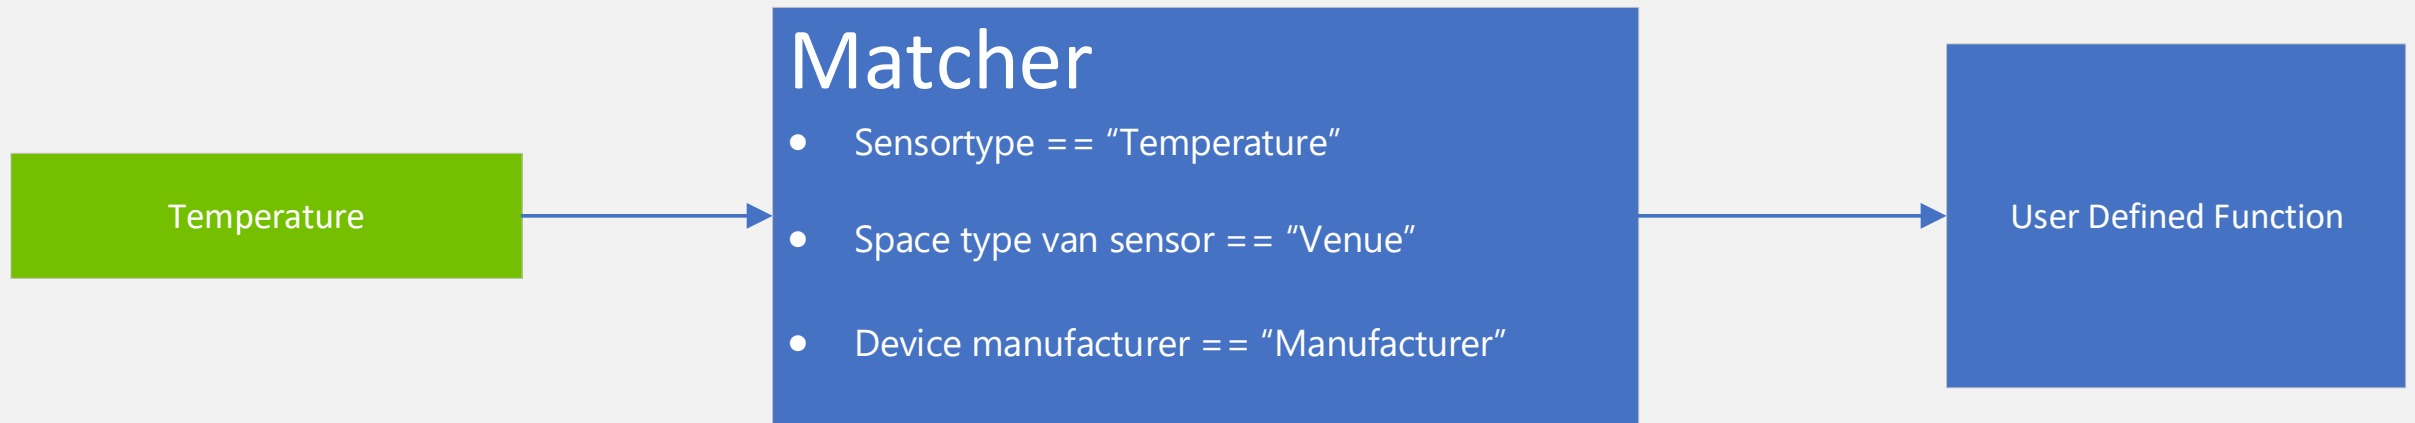 Temperature
Matcher
● Sensortype == “Temperature”
● Space type van sensor == “Venue”
● Device manufacturer == “Manufacturer”
User Defined Function